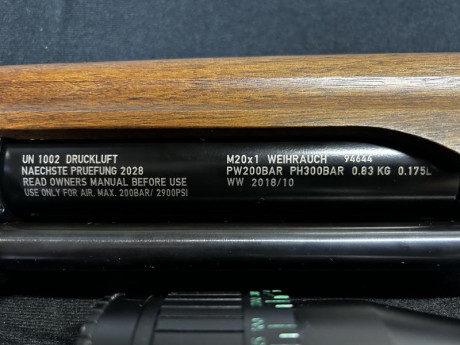 UN 1002 DRUCKLUFT
NAECHSTE PRUEFUNG 2028
READ OWNERS MANUAL BEFORE USE
USE ONLY FOR AIR, MAX. 200BAR/ 2900PSI
M20x1 WEIHRAUCH 94644
PW200BAR PH300BAR 0.83 KG 0.175L
WW 2018/10